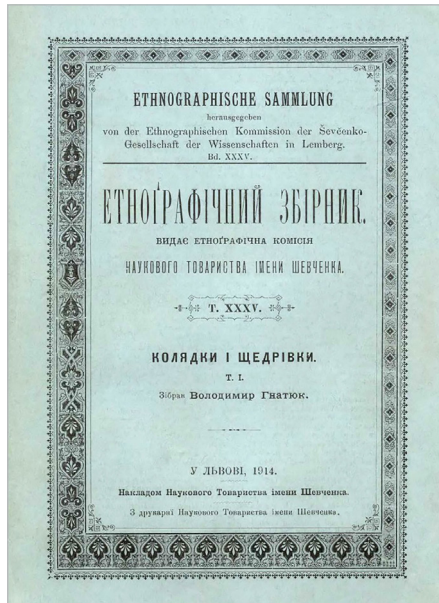 ETHNOGRAPHISCHE SAMMLUNG
herausgegeben
von der Ethnographischen Kommission der Ševčenko-
Gesellschaft der Wissenschaften in Lemberg.
Bd. XXXV.
ЕТНОҐРАФІЧНИЙ ЗБІРНИК.
ВИДАЄ ЕТНОҐРАФІЧНА КОМІСІЯ
НАУКОВОГО ТОВАРИСТВА ІМЕНИ ШЕВЧЕНКА.
Т. XXXV.
КОЛЯДКИ І ЩЕДРІВКИ.
Т. I.
Зібрав Володимир Гнатюк.
У ЛЬВОВІ, 1914.
Накладом Наукового Товариства імени Шевченка.
З друкарні Наукового Товариства імени Шевченка.